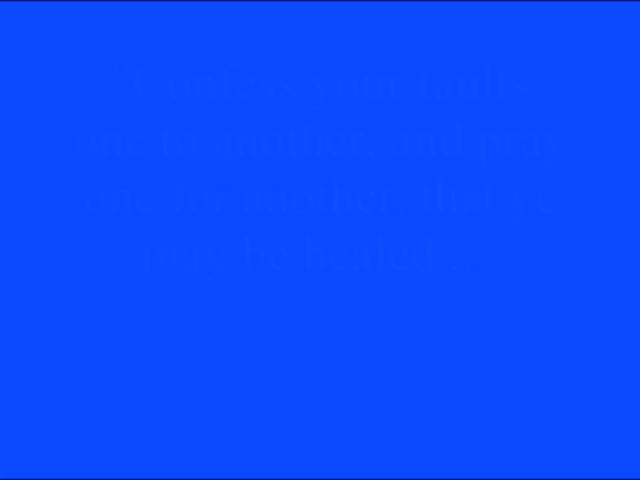 "Confess your faults
one to another, and pray
one for another, that ye
may be healed....